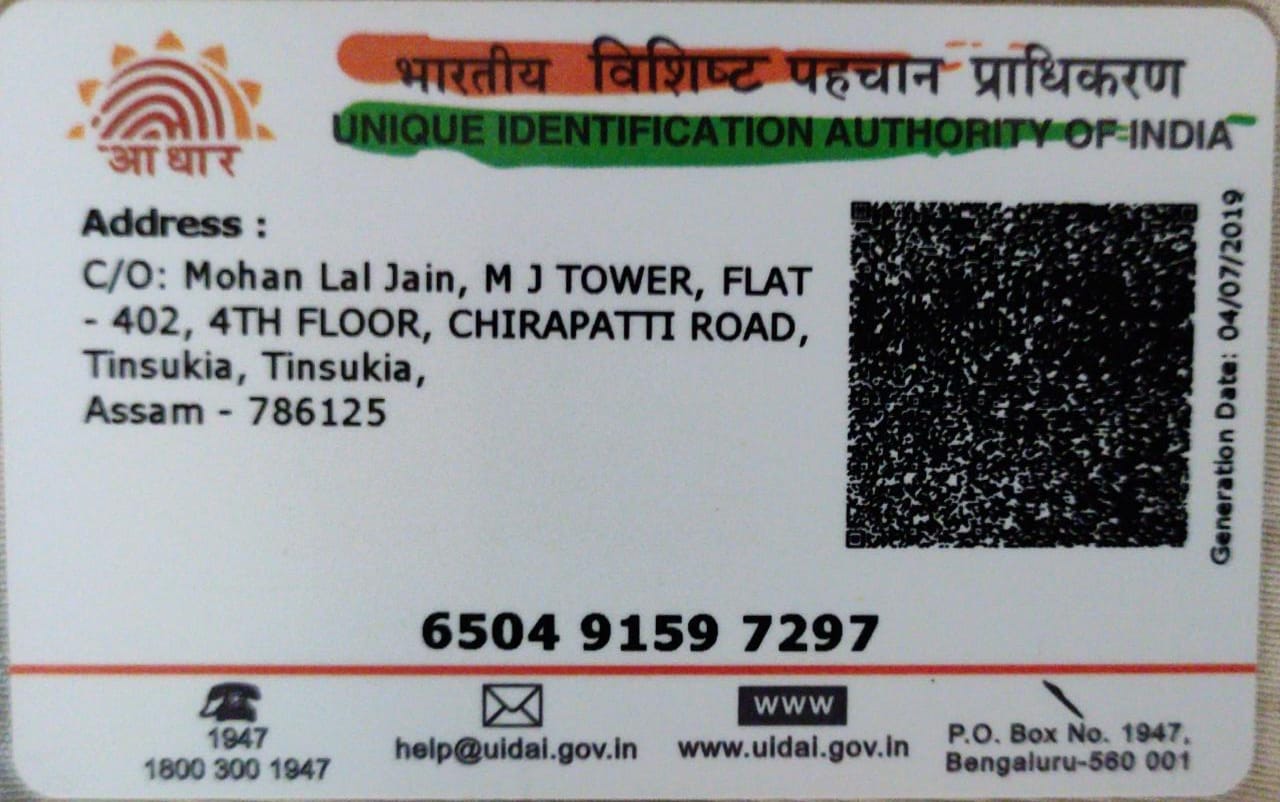 आधार
भारतीय विशिष्ट पहचान प्राधिकरण
UNIQUE IDENTIFICATION AUTHORITY OF INDIA
Address :
C/O: Mohan Lal Jain, M J TOWER, FLAT
- 402, 4TH FLOOR, CHIRAPATTI ROAD,
Tinsukia, Tinsukia,
Assam - 786125
Generation Date: 04/07/2019
6504 9159 7297
1947
1800 300 1947
help@uidai.gov.in
www
www.uidai.gov.in
P.O. Box No. 1947,
Bengaluru-560 001